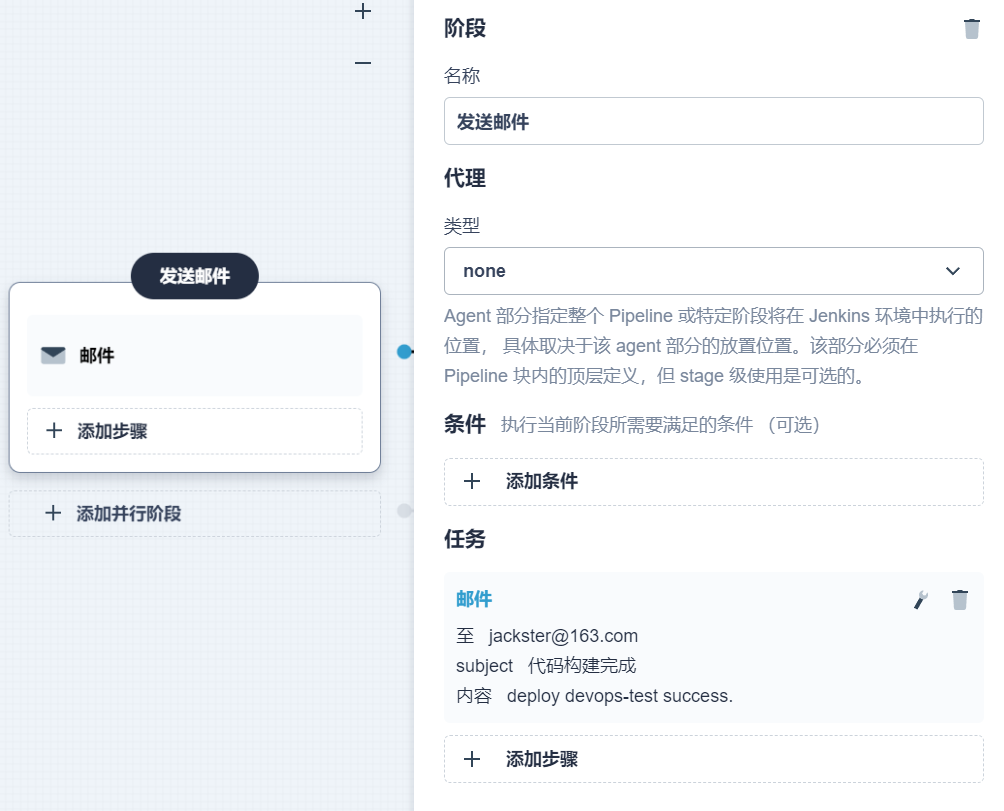 发送邮件
邮件
添加步骤
添加并行阶段
阶段
名称
发送邮件
代理
类型
none
Agent 部分指定整个 Pipeline 或特定阶段将在 Jenkins 环境中执行的
位置， 具体取决于该 agent 部分的放置位置。该部分必须在
Pipeline 块内的顶层定义，但 stage 级使用是可选的。
条件 执行当前阶段所需要满足的条件 （可选）
添加条件
任务
邮件
至 jackster@163.com
subject 代码构建完成
内容 deploy devops-test success.
添加步骤